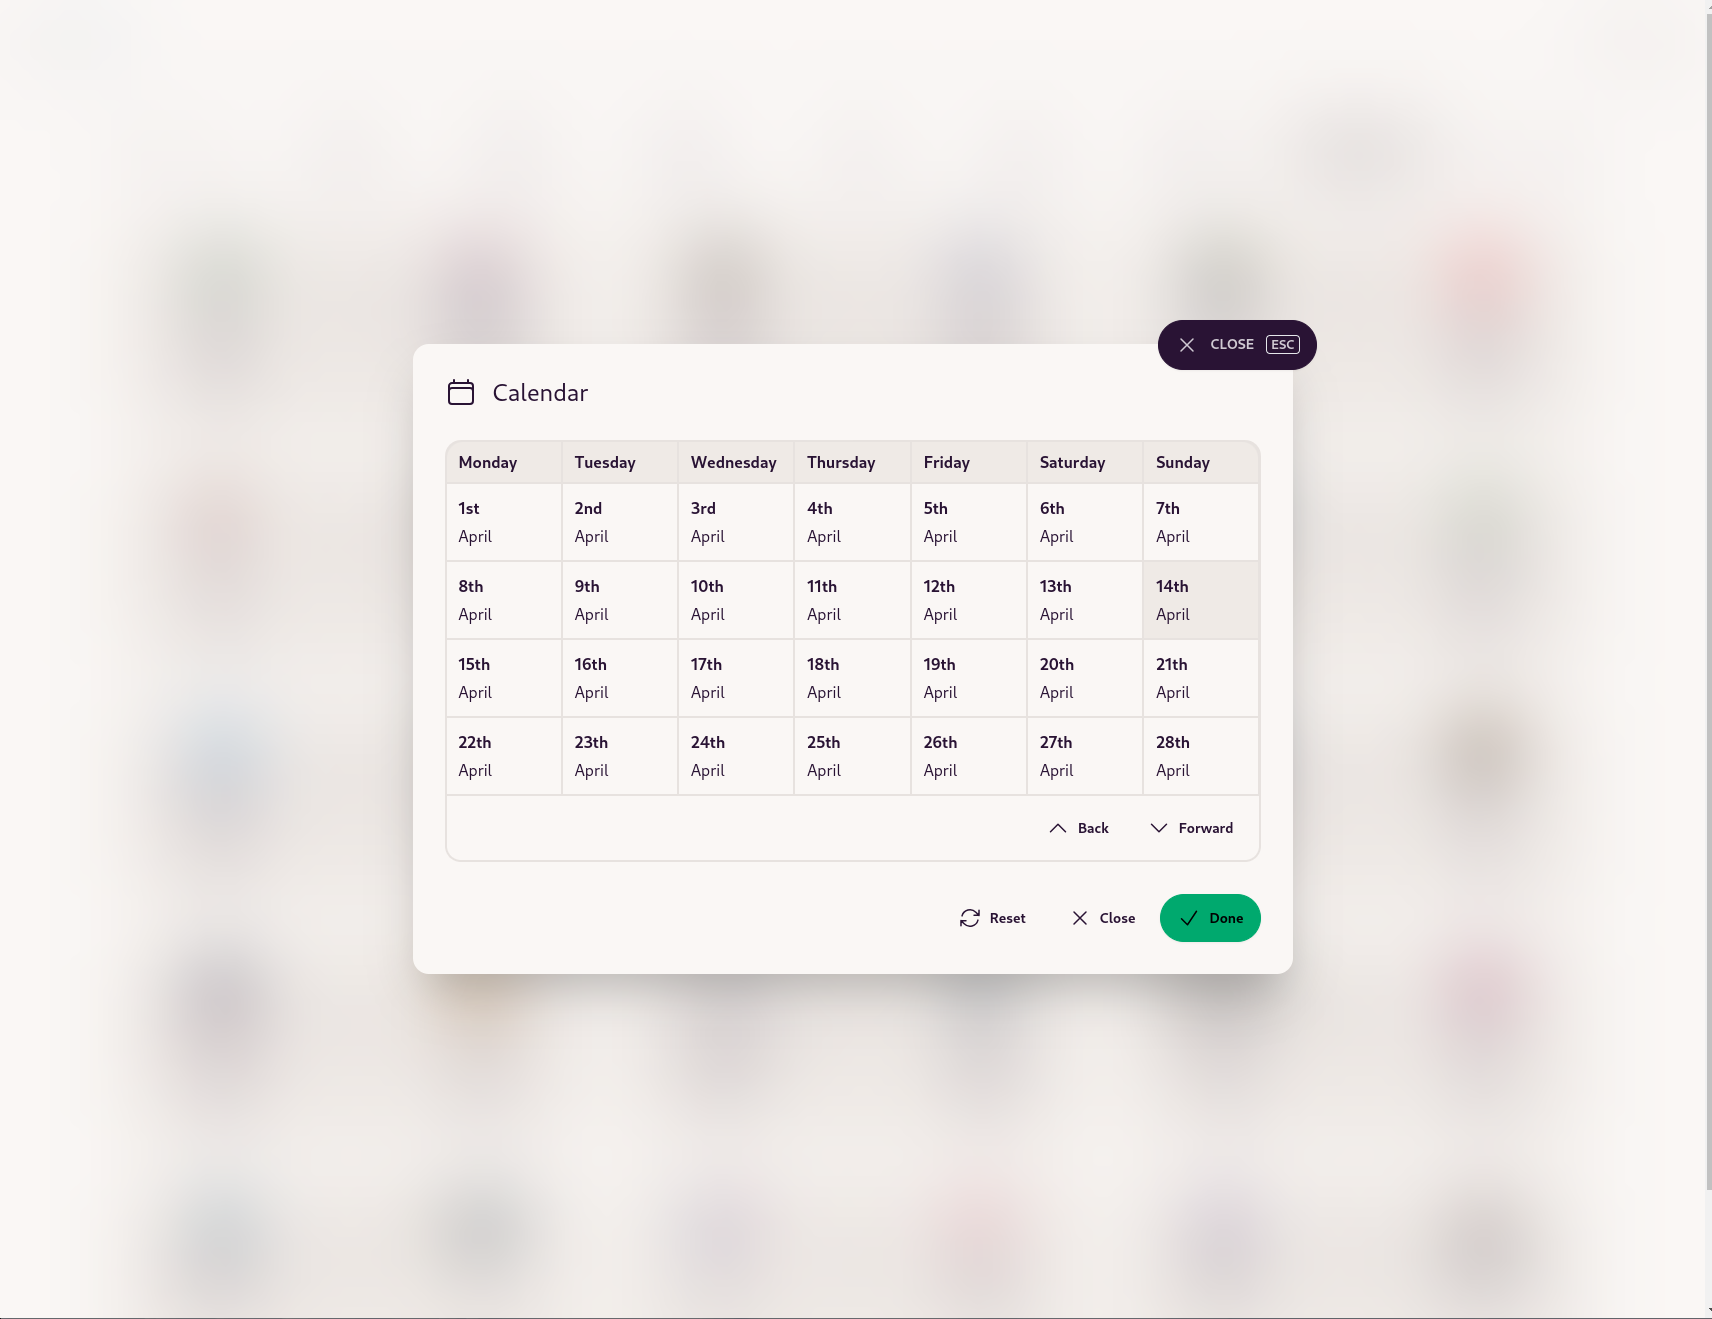 CLOSE ESC
Calendar
Monday Tuesday Wednesday Thursday Friday Saturday Sunday
1st 2nd 3rd 4th 5th 6th 7th
April April April April April April April
8th 9th 10th 11th 12th 13th 14th
April April April April April April April
15th 16th 17th 18th 19th 20th 21th
April April April April April April April
22th 23th 24th 25th 26th 27th 28th
April April April April April April April
Back Forward
Reset Close Done